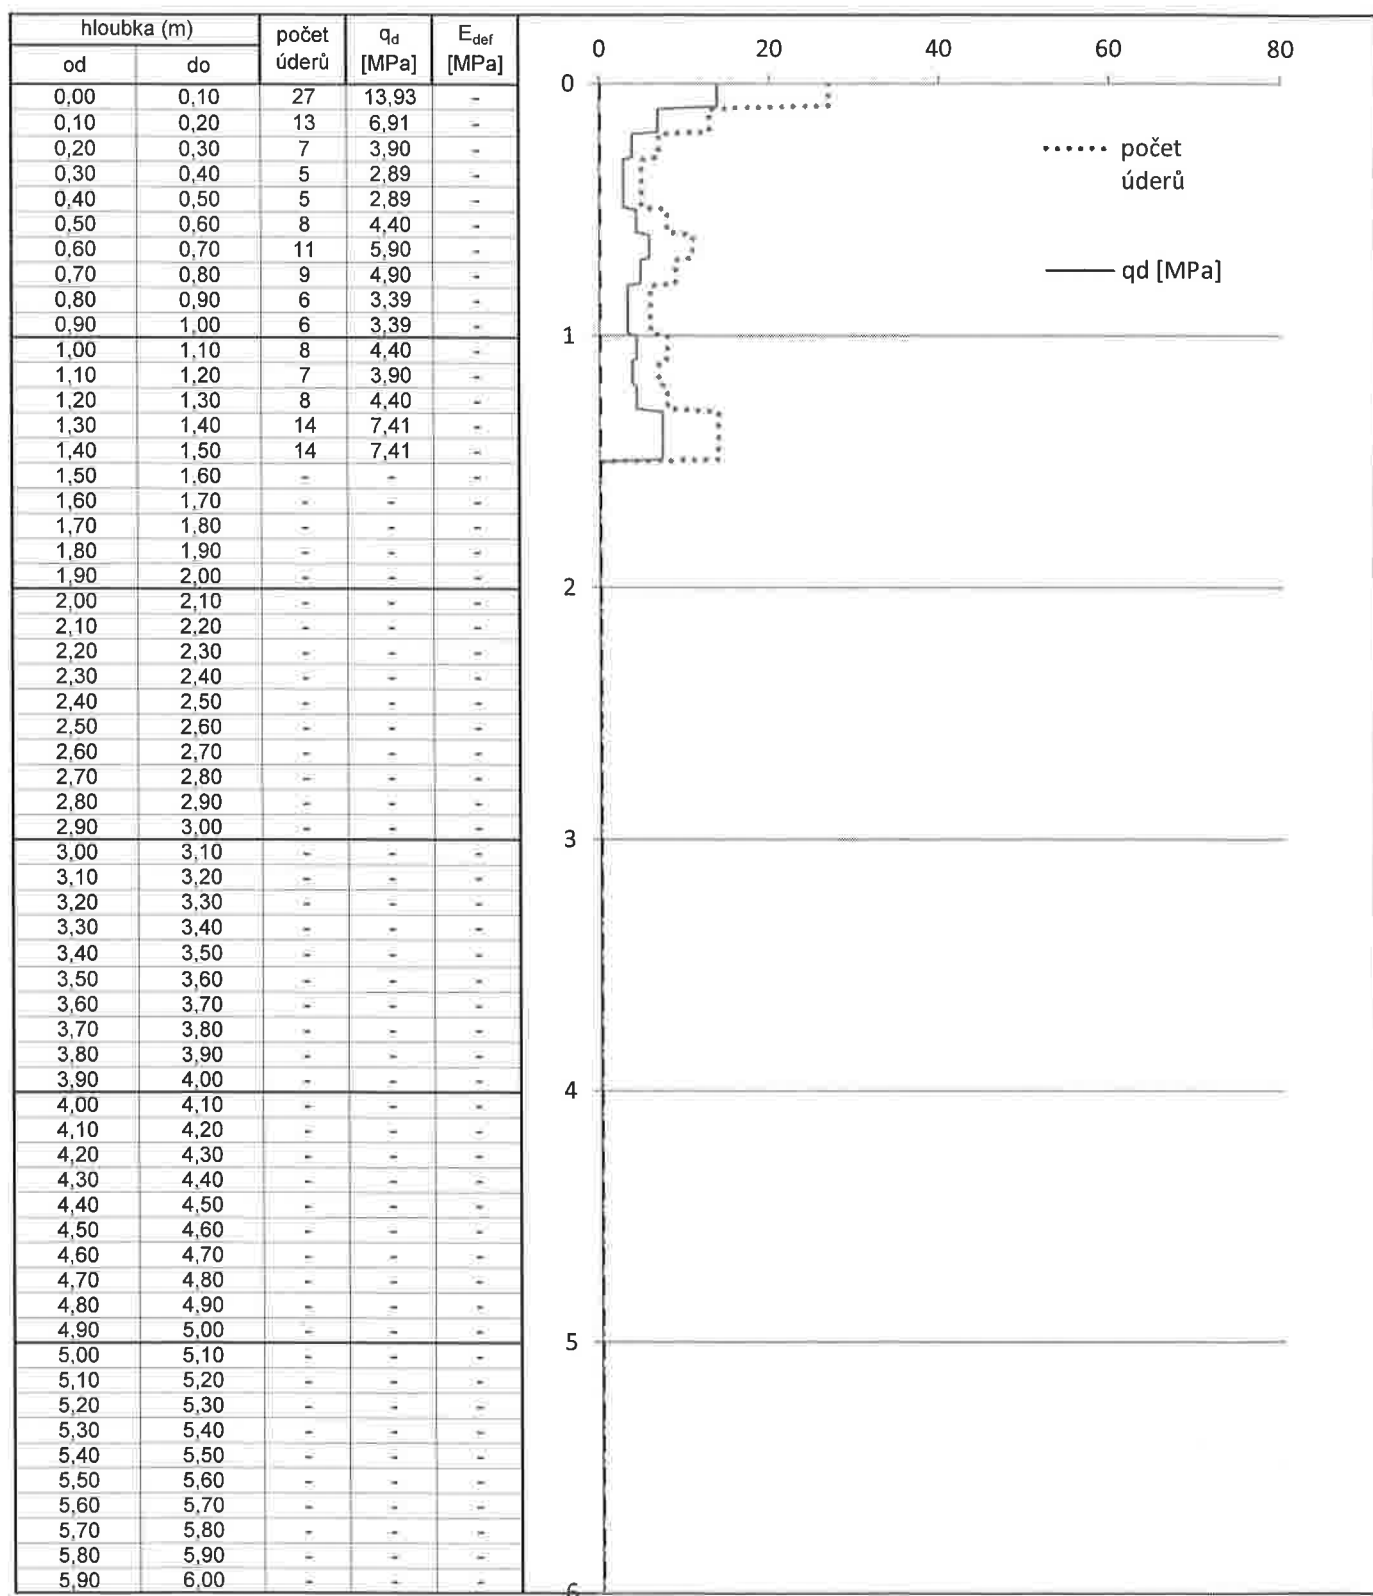 hloubka (m) počet úderů qd [MPa] Edef [MPa]
od do
0,00 0,10 27 13,93 -
0,10 0,20 13 6,91 -
0,20 0,30 7 3,90 -
0,30 0,40 5 2,89 -
0,40 0,50 5 2,89 -
0,50 0,60 8 4,40 -
0,60 0,70 11 5,90 -
0,70 0,80 9 4,90 -
0,80 0,90 6 3,39 -
0,90 1,00 6 3,39 -
1,00 1,10 8 4,40 -
1,10 1,20 7 3,90 -
1,20 1,30 8 4,40 -
1,30 1,40 14 7,41 -
1,40 1,50 14 7,41 -
1,50 1,60 - - -
1,60 1,70 - - -
1,70 1,80 - - -
1,80 1,90 - - -
1,90 2,00 - - -
2,00 2,10 - - -
2,10 2,20 - - -
2,20 2,30 - - -
2,30 2,40 - - -
2,40 2,50 - - -
2,50 2,60 - - -
2,60 2,70 - - -
2,70 2,80 - - -
2,80 2,90 - - -
2,90 3,00 - - -
3,00 3,10 - - -
3,10 3,20 - - -
3,20 3,30 - - -
3,30 3,40 - - -
3,40 3,50 - - -
3,50 3,60 - - -
3,60 3,70 - - -
3,70 3,80 - - -
3,80 3,90 - - -
3,90 4,00 - - -
4,00 4,10 - - -
4,10 4,20 - - -
4,20 4,30 - - -
4,30 4,40 - - -
4,40 4,50 - - -
4,50 4,60 - - -
4,60 4,70 - - -
4,70 4,80 - - -
4,80 4,90 - - -
4,90 5,00 - - -
5,00 5,10 - - -
5,10 5,20 - - -
5,20 5,30 - - -
5,30 5,40 - - -
5,40 5,50 - - -
5,50 5,60 - - -
5,60 5,70 - - -
5,70 5,80 - - -
5,80 5,90 - - -
5,90 6,00 - - -
0 20 40 60 80
0
počet
úderů
qd [MPa]
1
2
3
4
5
6